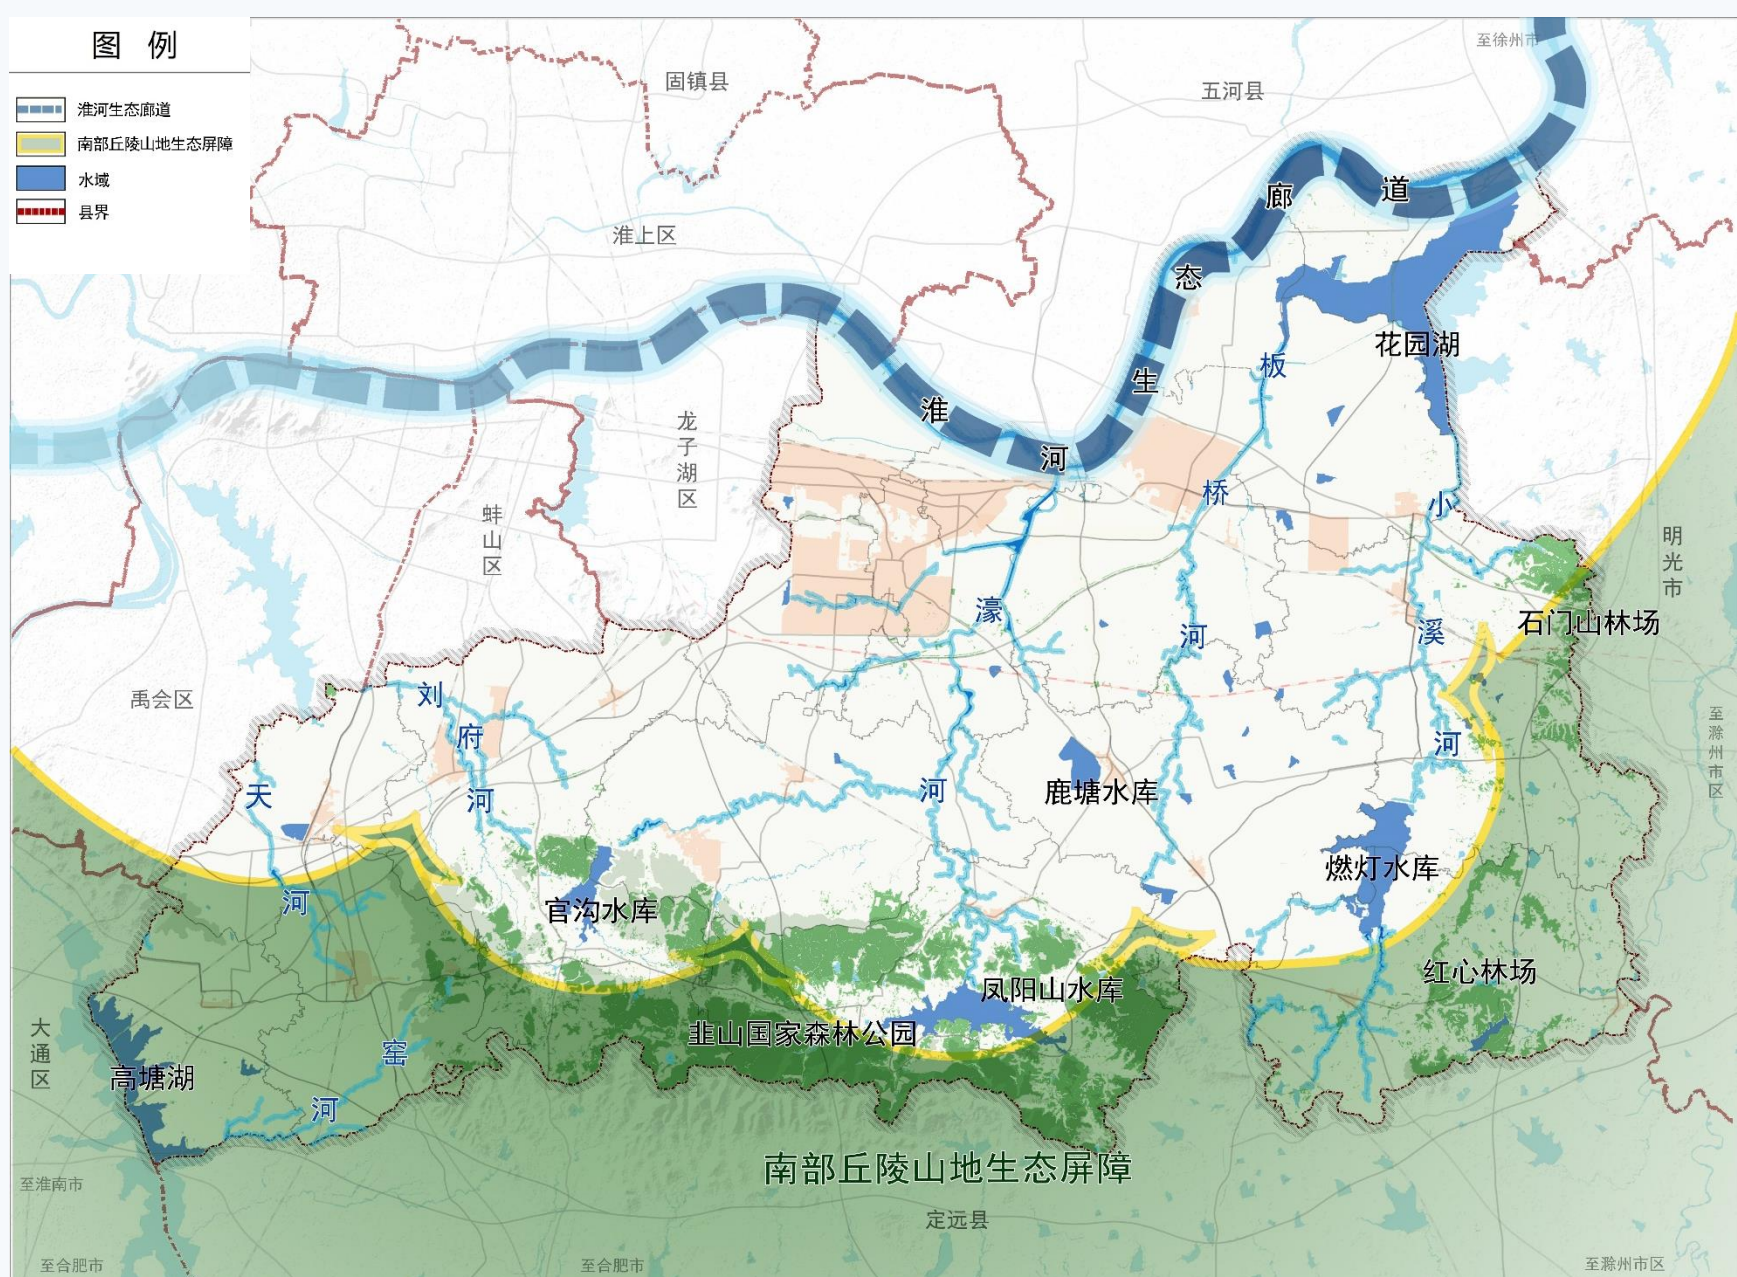 图 例
淮河生态廊道
南部丘陵山地生态屏障
水域
县界
至徐州市
固镇县
五河县
淮上区
淮河生态廊道
花园湖
板桥河
龙子湖区
蚌山区
小溪河
明光市
石门山林场
濠河
禹会区
刘府河
至滁州市区
天河
鹿塘水库
燃灯水库
官沟水库
红心林场
凤阳山水库
韭山国家森林公园
大通区
高塘湖
窑河
南部丘陵山地生态屏障
至淮南市
定远县
至合肥市
至合肥市
至滁州市区